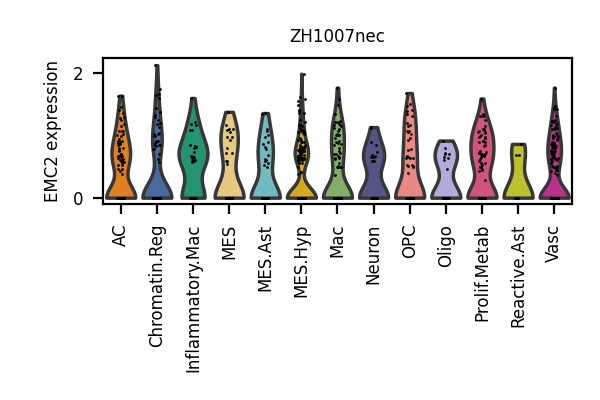 ZH1007nec
EMC2 expression
2
0
AC
Chromatin.Reg
Inflammatory.Mac
MES
MES.Ast
MES.Hyp
Mac
Neuron
OPC
Oligo
Prolif.Metab
Reactive.Ast
Vasc